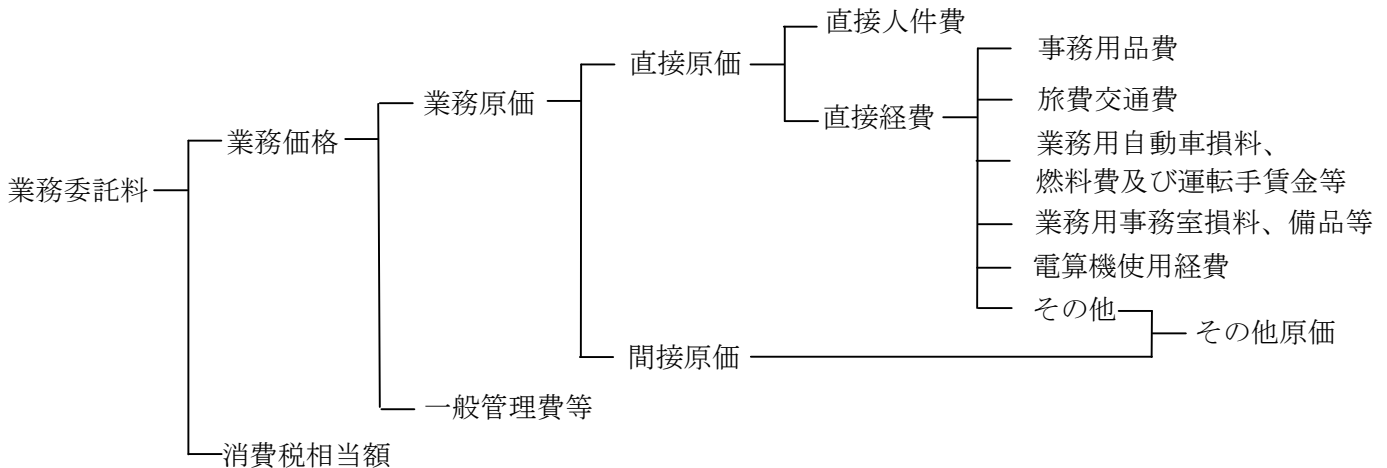 直接人件費
事務用品費
直接原価
旅費交通費
業務原価
直接経費
業務価格
業務用自動車損料、
燃料費及び運転手賃金等
業務委託料
業務用事務室損料、備品等
電算機使用経費
その他
その他原価
間接原価
一般管理費等
消費税相当額